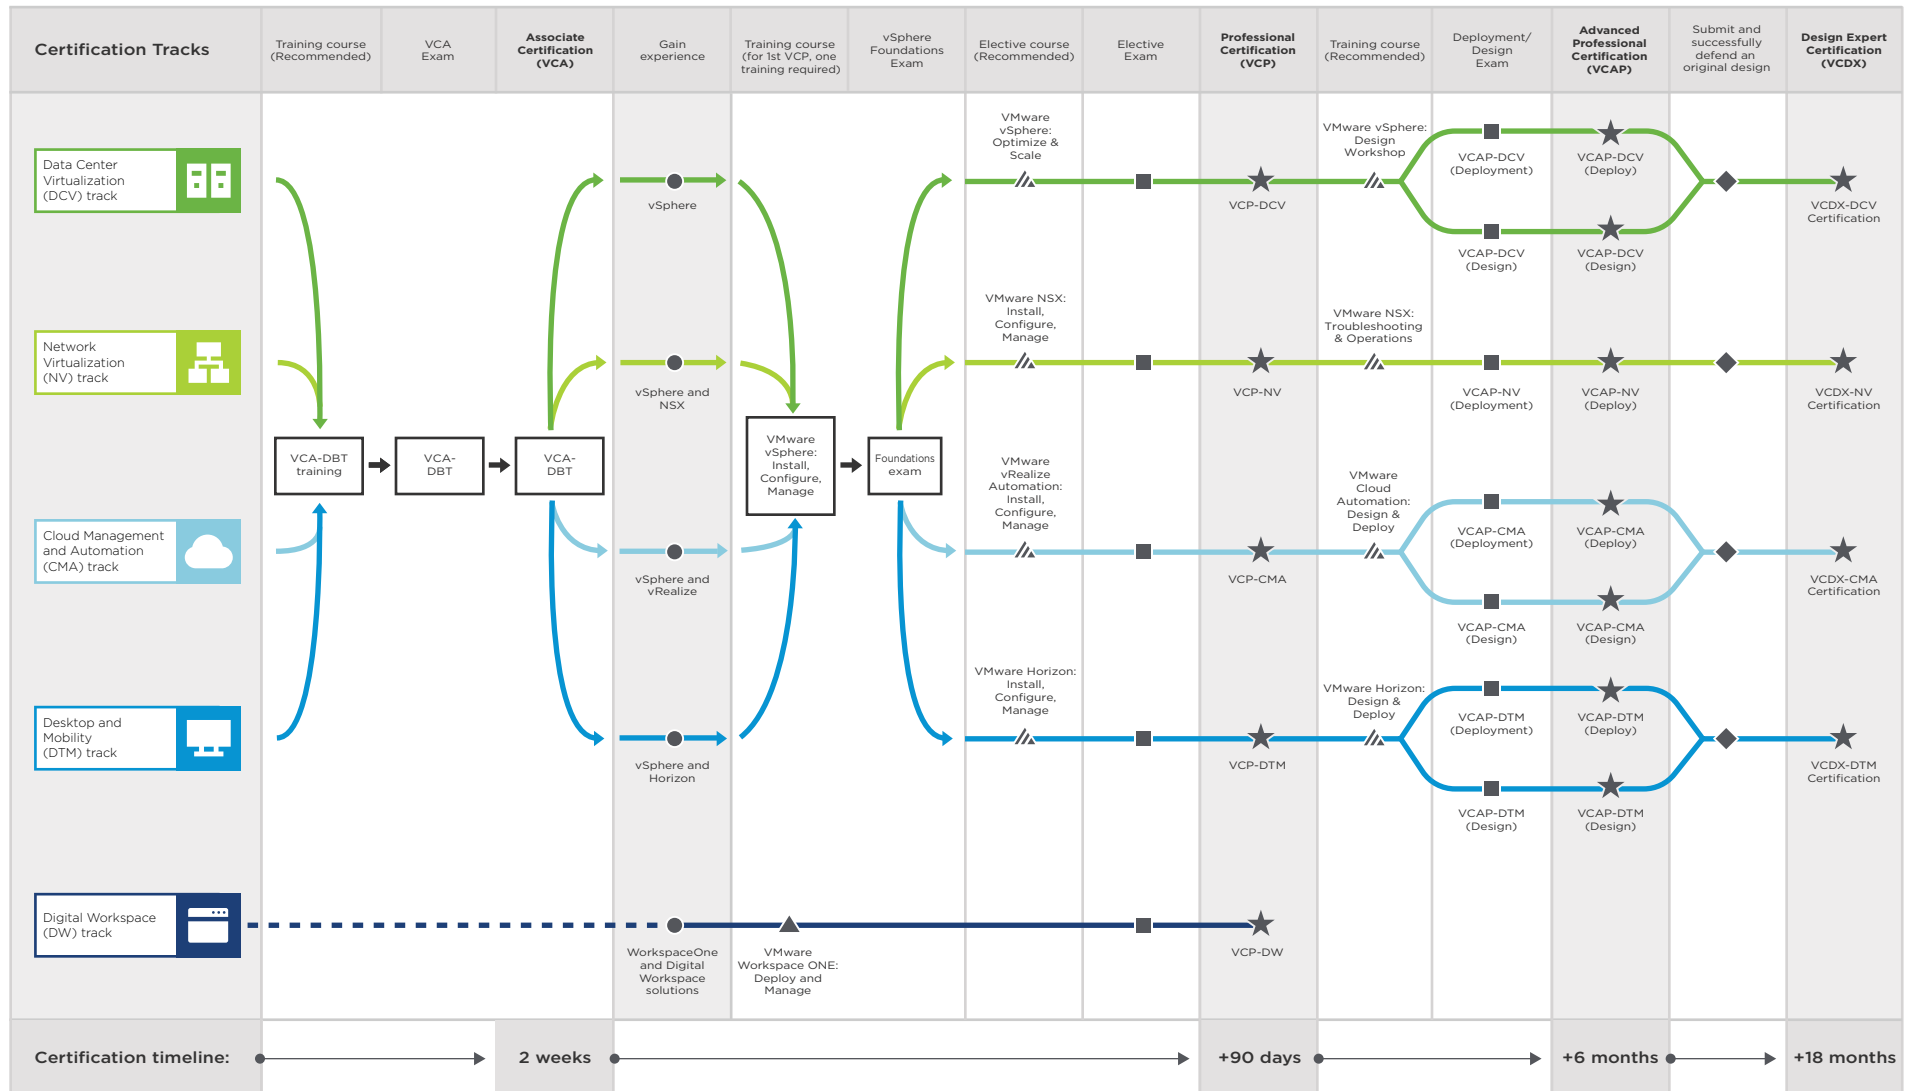 Certification Tracks
Training course
(Recommended)
VCA
Exam
Associate
Certification
(VCA)
Gain
experience
Training course
(for 1st VCP, one
training required)
vSphere
Foundations
Exam
Elective course
(Recommended)
Elective
Exam
Professional
Certification
(VCP)
Training course
(Recommended)
Deployment/
Design
Exam
Advanced
Professional
Certification
(VCAP)
Submit and
successfully
defend an
original design
Design Expert
Certification
(VCDX)
Data Center
Virtualization
(DCV) track
vSphere
VMware
vSphere:
Optimize &
Scale
VCP-DCV
VMware vSphere:
Design
Workshop
VCAP-DCV
(Deployment)
VCAP-DCV
(Deploy)
VCAP-DCV
(Design)
VCAP-DCV
(Design)
VCDX-DCV
Certification
Network
Virtualization
(NV) track
vSphere and
NSX
VMware NSX:
Install,
Configure,
Manage
VCP-NV
VMware NSX:
Troubleshooting
& Operations
VCAP-NV
(Deployment)
VCAP-NV
(Deploy)
VCDX-NV
Certification
VCA-DBT
training
VCA-
DBT
VCA-
DBT
VMware
vSphere:
Install,
Configure,
Manage
Foundations
exam
Cloud Management
and Automation
(CMA) track
vSphere and
vRealize
VMware
vRealize
Automation:
Install,
Configure,
Manage
VCP-CMA
VMware
Cloud
Automation:
Design &
Deploy
VCAP-CMA
(Deployment)
VCAP-CMA
(Deploy)
VCAP-CMA
(Design)
VCAP-CMA
(Design)
VCDX-CMA
Certification
Desktop and
Mobility
(DTM) track
vSphere and
Horizon
VMware Horizon:
Install,
Configure,
Manage
VCP-DTM
VMware Horizon:
Design &
Deploy
VCAP-DTM
(Deployment)
VCAP-DTM
(Deploy)
VCAP-DTM
(Design)
VCAP-DTM
(Design)
VCDX-DTM
Certification
Digital Workspace
(DW) track
WorkspaceOne
and Digital
Workspace
solutions
VMware
Workspace ONE:
Deploy and
Manage
VCP-DW
Certification timeline:
2 weeks
+90 days
+6 months
+18 months